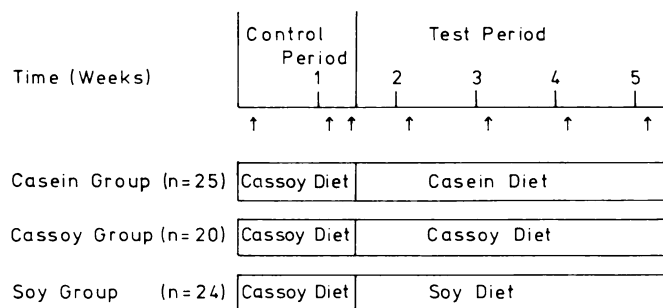 Control Period Test Period
Time (Weeks) 1 2 3 4 5
↑ ↑ ↑ ↑ ↑ ↑ ↑
Casein Group (n=25) Cassoy Diet Casein Diet
Cassoy Group (n=20) Cassoy Diet Cassoy Diet
Soy Group (n=24) Cassoy Diet Soy Diet